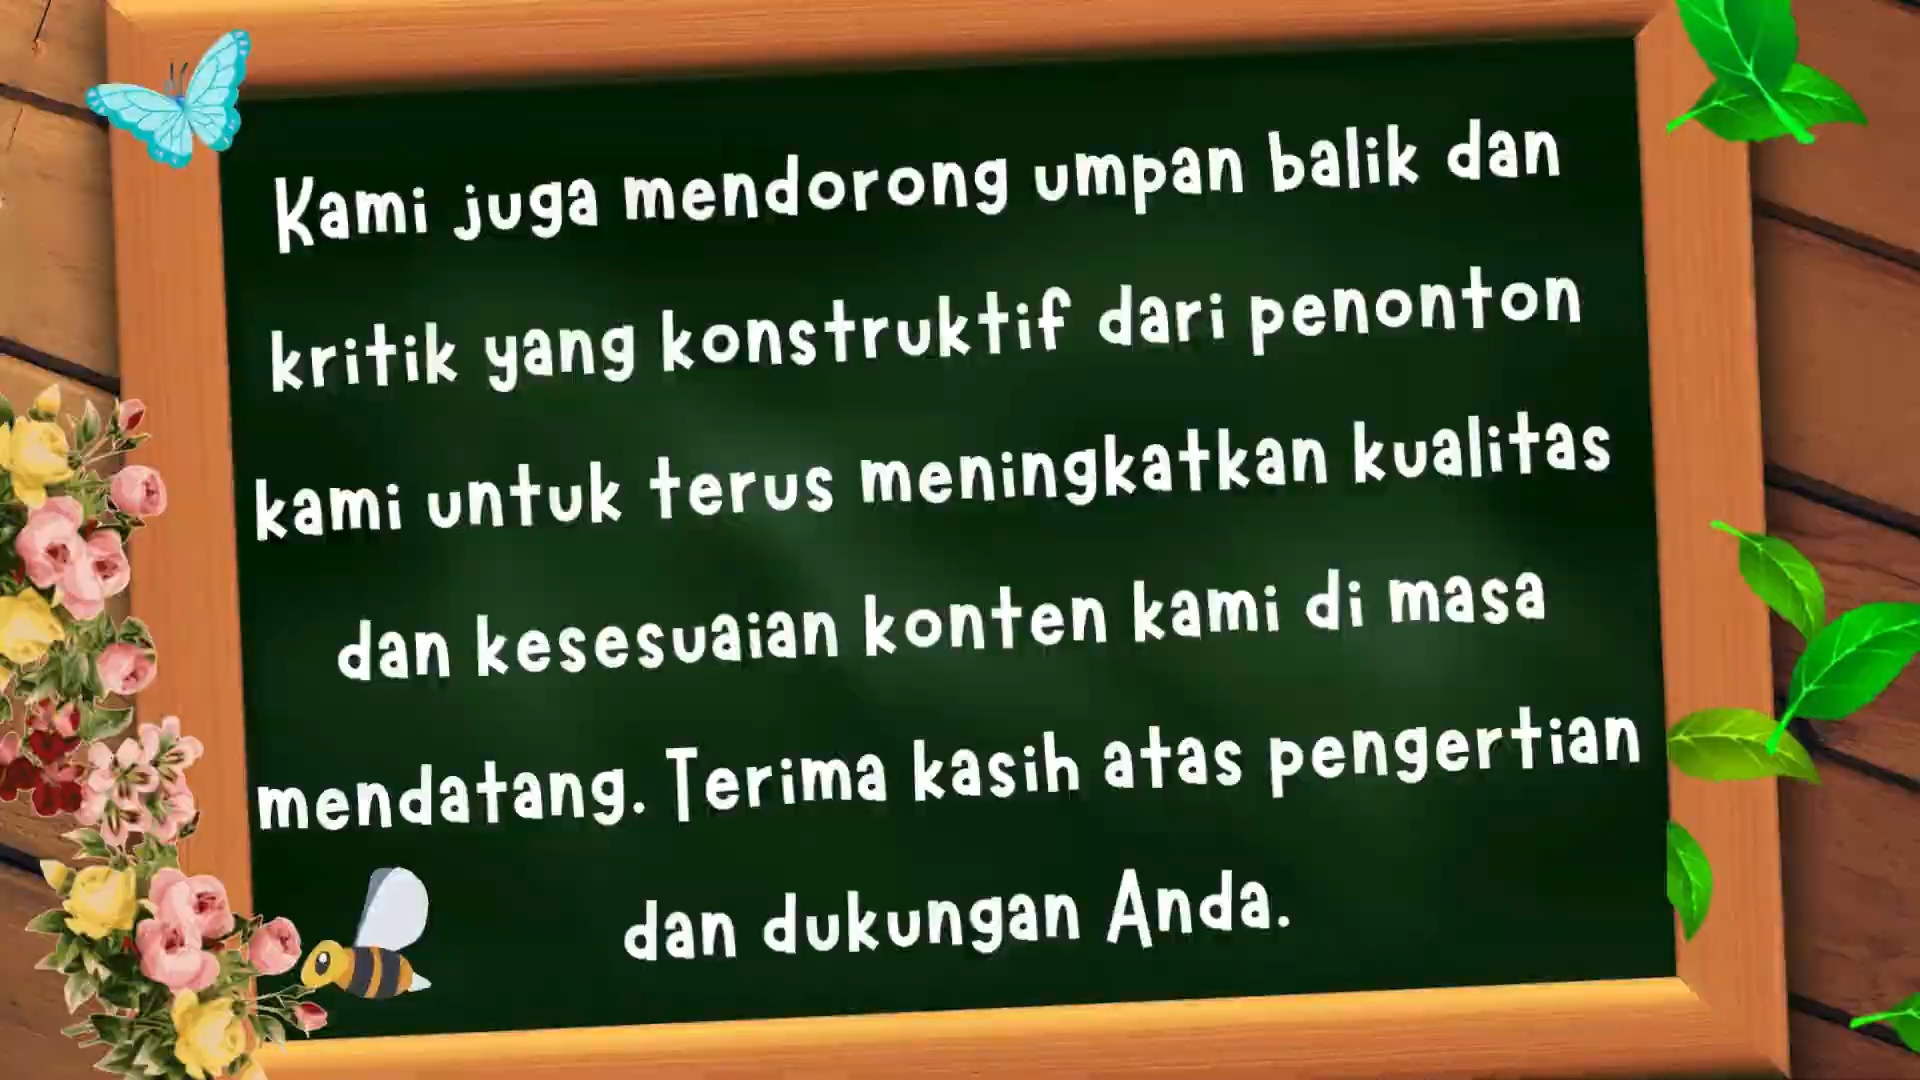 Kami juga mendorong umpan balik dan
kritik yang konstruktif dari penonton
kami untuk terus meningkatkan kualitas
dan kesesuaian konten kami di masa
mendatang. Terima kasih atas pengertian
dan dukungan Anda.